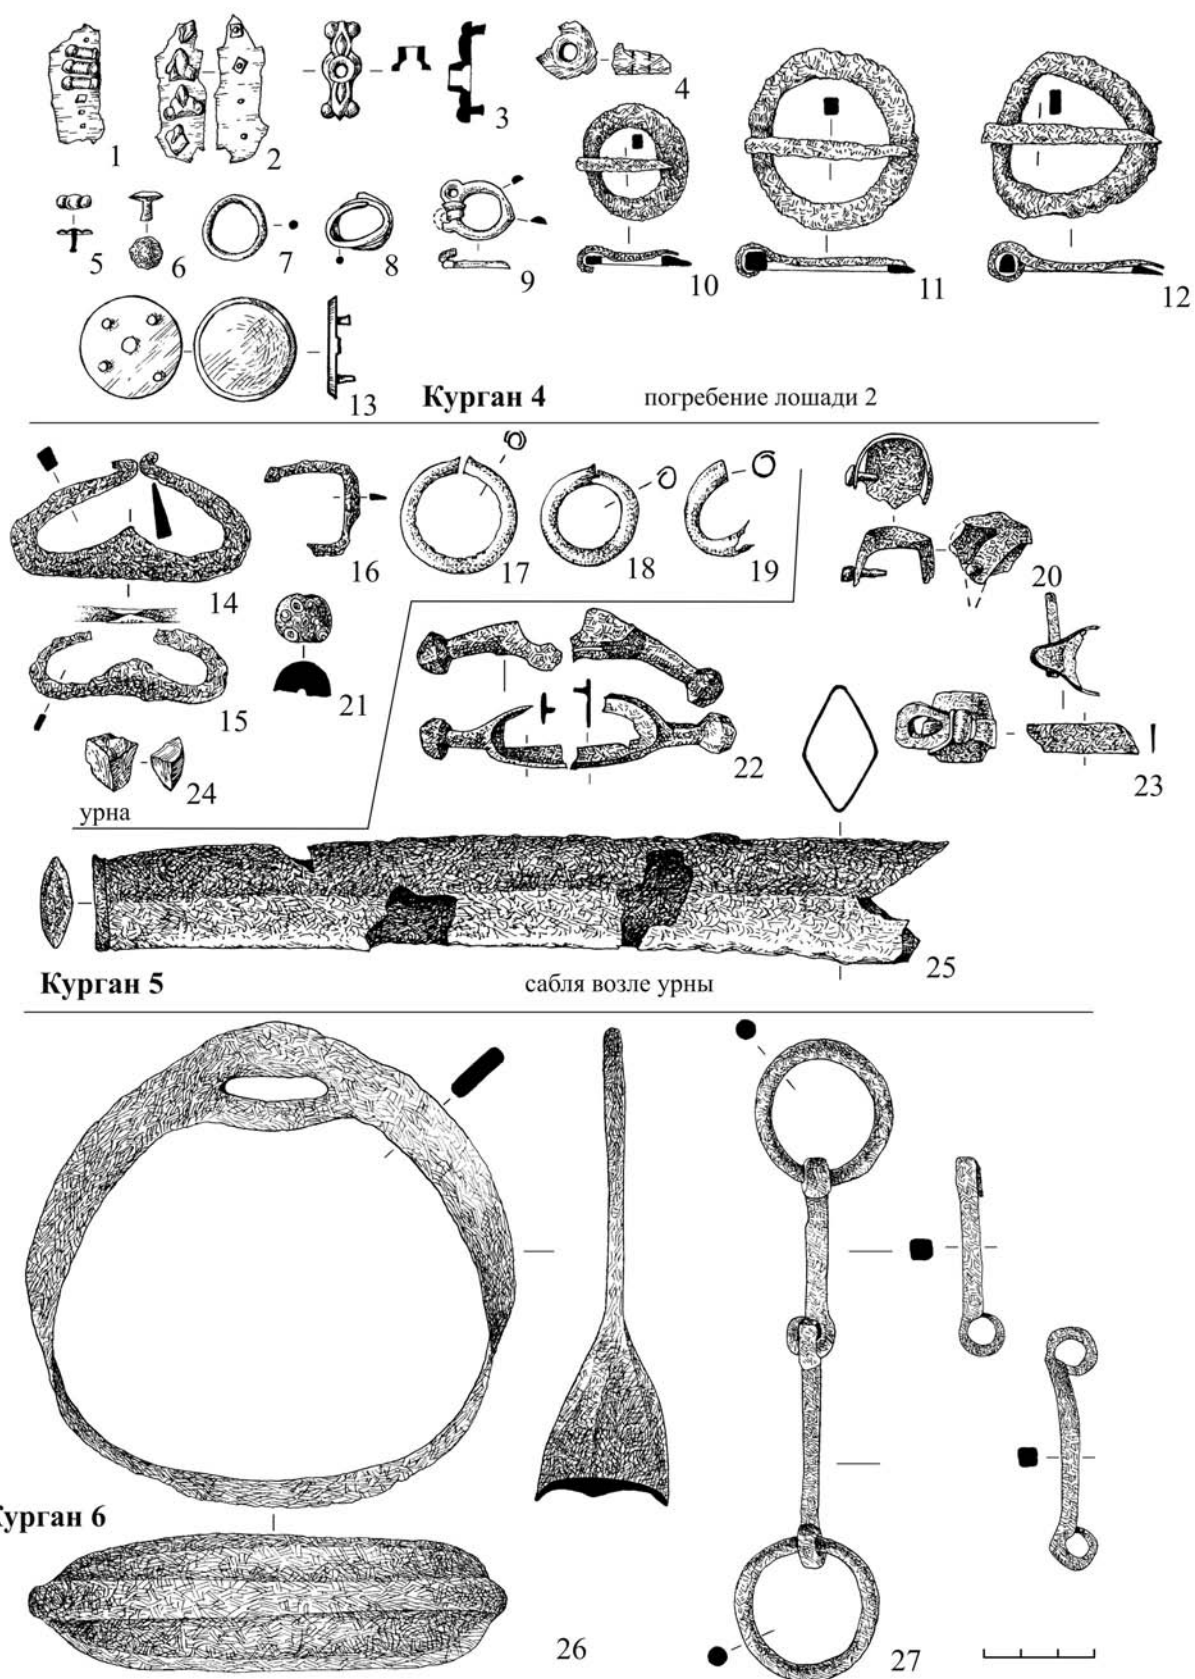 1 2 3 4
5 6 7 8 9 10 11 12
13
Курган 4 погребение лошади 2
14 16 17 18 19 20
15 21 22 23
24
урна
25
Курган 5 сабля возле урны
Курган 6
26 27